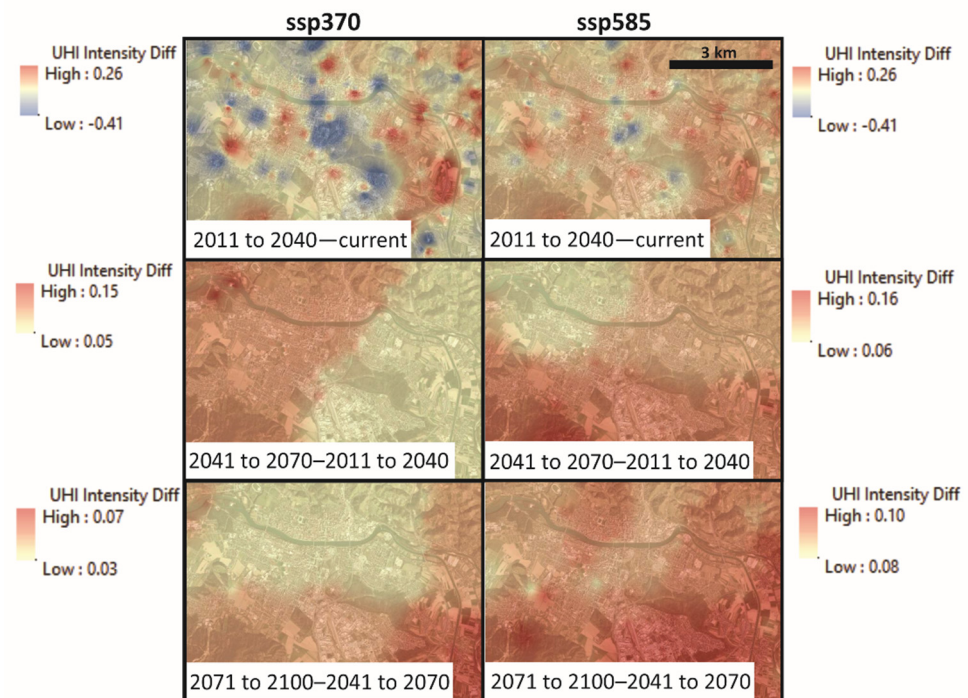 ssp370
ssp585
UHI Intensity Diff
High : 0.26
Low : -0.41
3 km
UHI Intensity Diff
High : 0.26
Low : -0.41
2011 to 2040—current
2011 to 2040—current
UHI Intensity Diff
High : 0.15
Low : 0.05
UHI Intensity Diff
High : 0.16
Low : 0.06
2041 to 2070–2011 to 2040
2041 to 2070–2011 to 2040
UHI Intensity Diff
High : 0.07
Low : 0.03
UHI Intensity Diff
High : 0.10
Low : 0.08
2071 to 2100–2041 to 2070
2071 to 2100–2041 to 2070